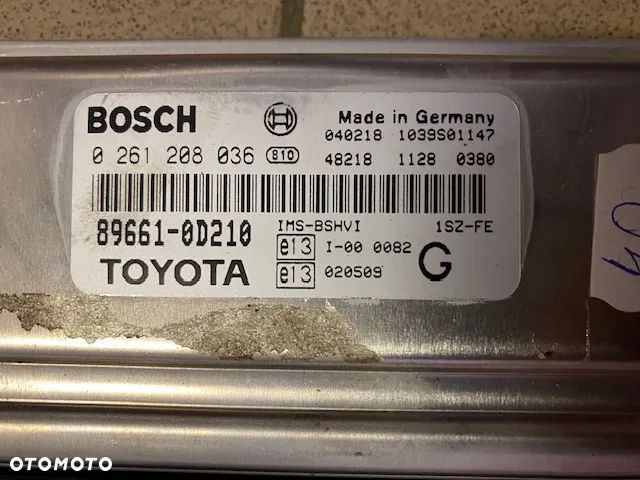 BOSCH
Made in Germany
040218 1039S01147
0 261 208 036 810
48218 1128 0380
IMS-BSHVI 1SZ-FE
89661-0D210
e13 I-00 0082
TOYOTA
G
e13 020509
OTOMOTO